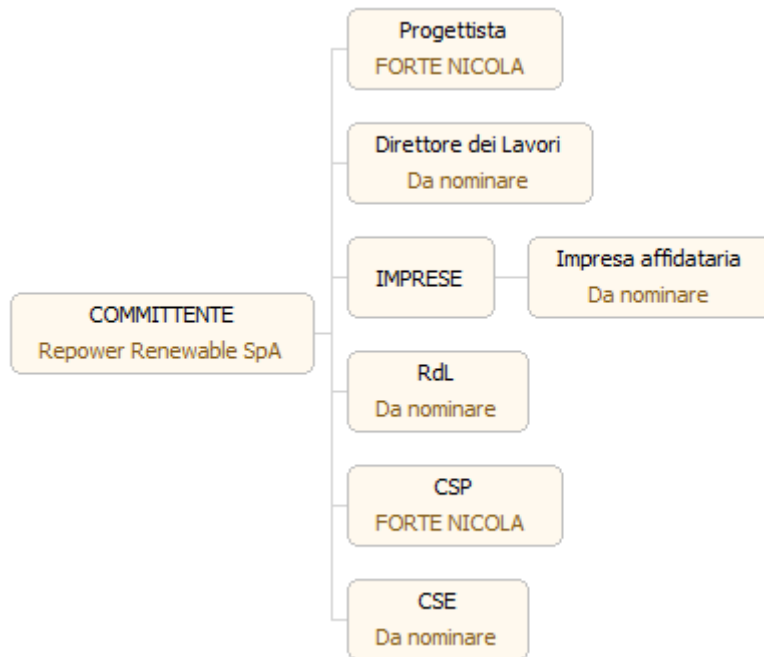 Progettista
FORTE NICOLA
Direttore dei Lavori
Da nominare
IMPRESE
Impresa affidataria
Da nominare
COMMITTENTE
Repower Renewable SpA
RdL
Da nominare
CSP
FORTE NICOLA
CSE
Da nominare